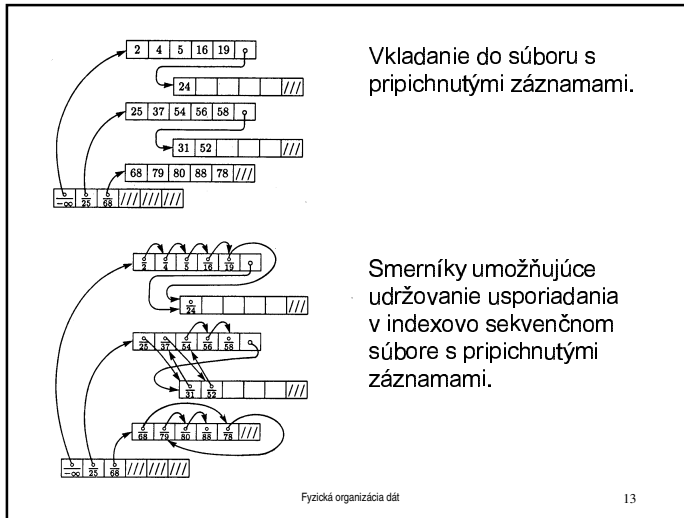 2 4 5 16 19
24 ///
25 37 54 56 58
31 52 ///
68 79 80 88 78 ///
-∞ 25 68 /// /// ///
Vkladanie do súboru s
pripichnutými záznamami.
2 4 5 16 19
24 ///
25 37 54 56 58
31 52 ///
68 79 80 88 78 ///
-∞ 25 68 /// /// ///
Smerníky umožňujúce
udržovanie usporiadania
v indexovo sekvenčnom
súbore s pripichnutými
záznamami.
Fyzická organizácia dát 13